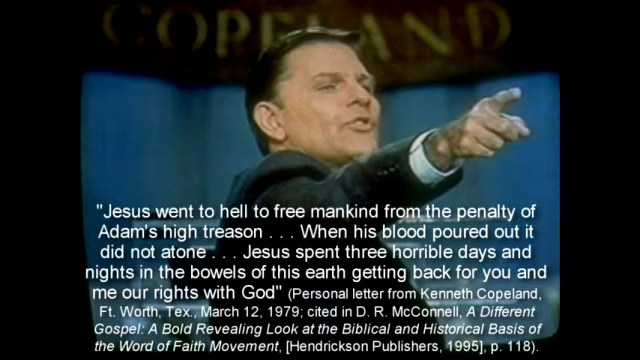 COPELAND
"Jesus went to hell to free mankind from the penalty of
Adam's high treason . . . When his blood poured out it
did not atone . . . Jesus spent three horrible days and
nights in the bowels of this earth getting back for you and
me our rights with God" (Personal letter from Kenneth Copeland,
Ft. Worth, Tex., March 12, 1979; cited in D. R. McConnell, A Different
Gospel: A Bold Revealing Look at the Biblical and Historical Basis of
the Word of Faith Movement, [Hendrickson Publishers, 1995], p. 118).